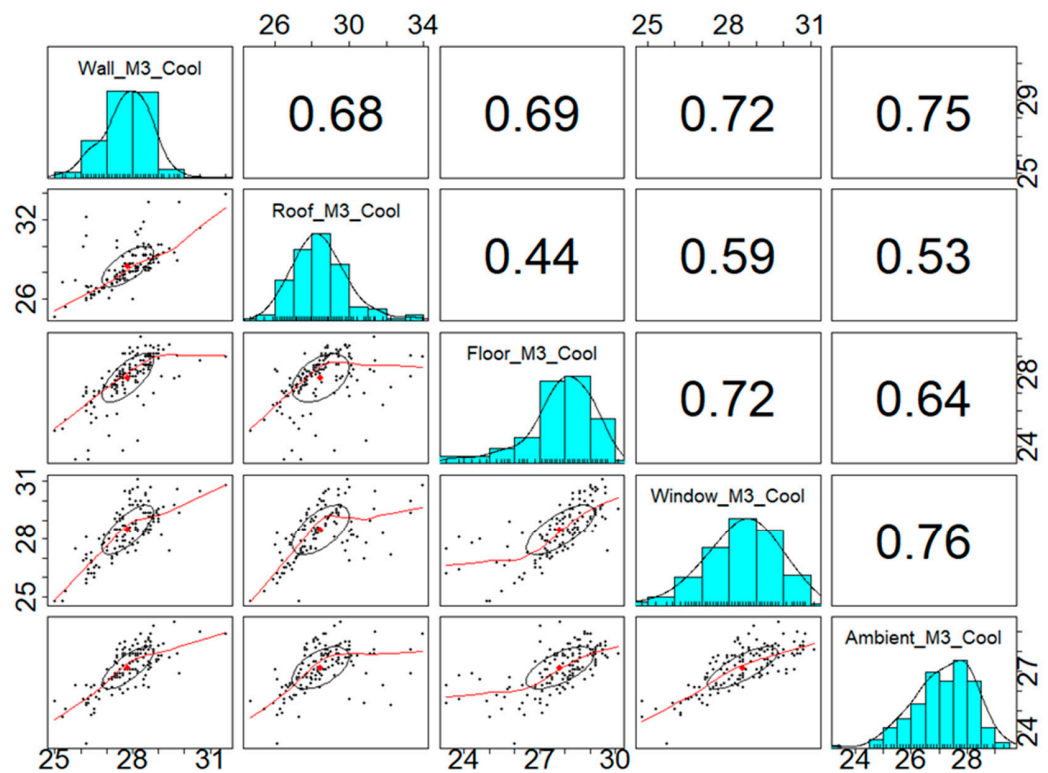 26 30 34 25 27 29 31
Wall_M3_Cool 0.68 0.69 0.72 0.75 25 29
32 26 Roof_M3_Cool 0.44 0.59 0.53
Floor_M3_Cool 0.72 0.64 24 28
31 28 25 Window_M3_Cool 0.76
Ambient_M3_Cool 24 27
25 28 31 24 27 30 24 26 28